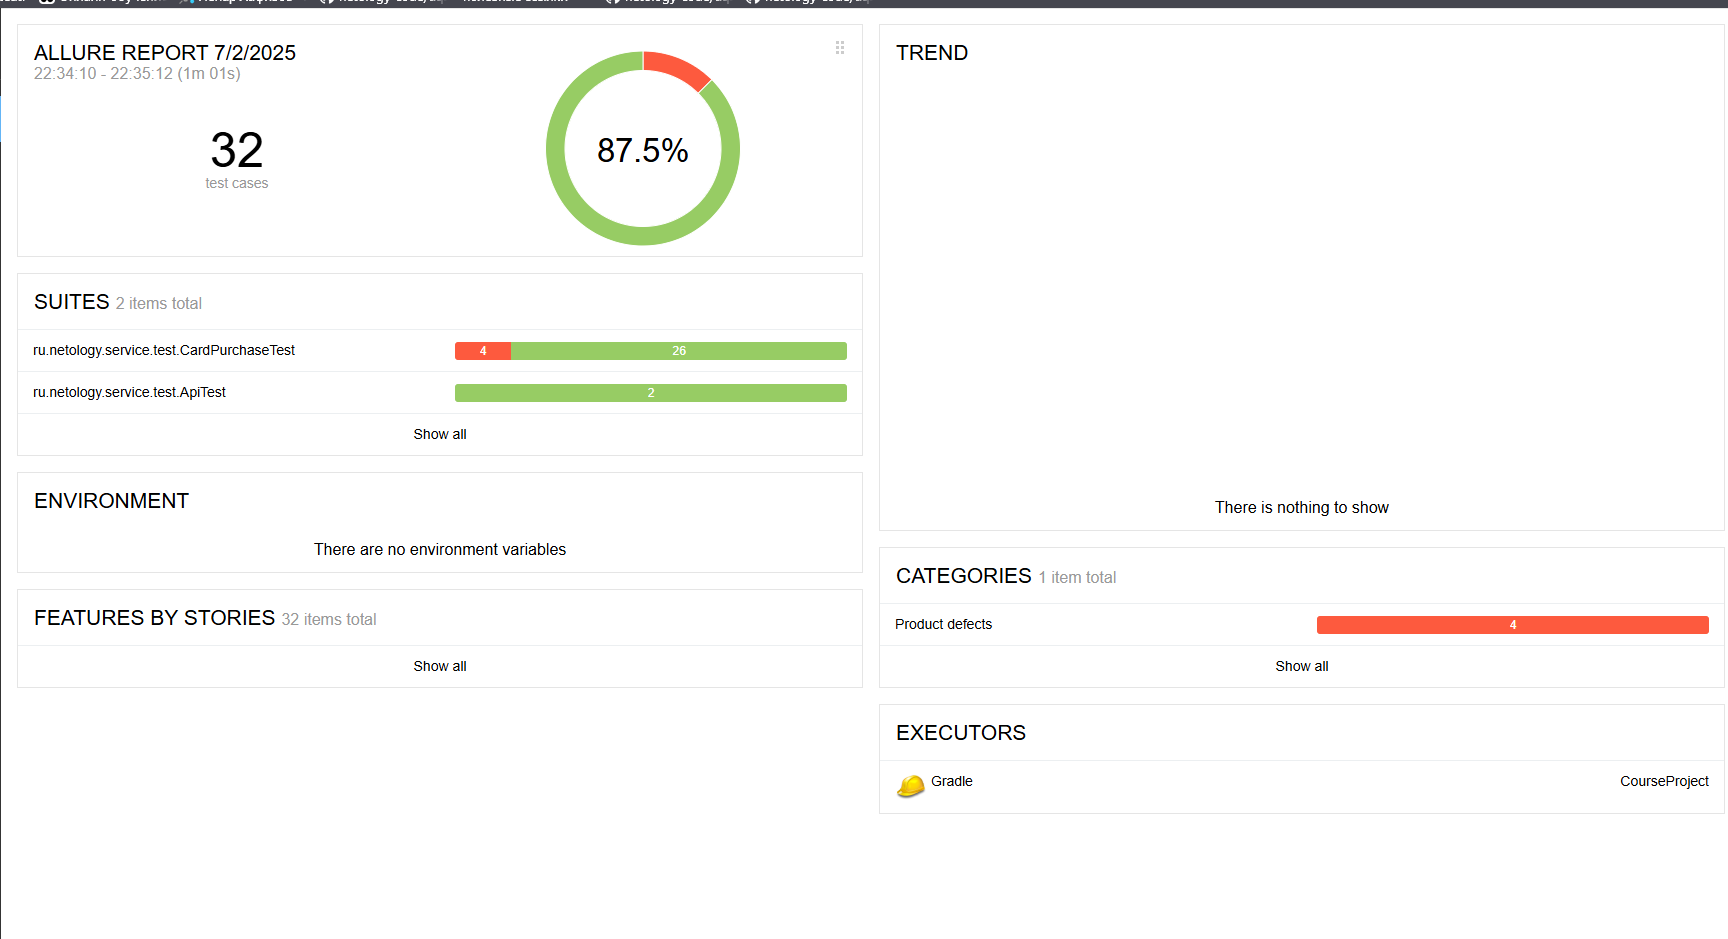 ALLURE REPORT 7/2/2025
22:34:10 - 22:35:12 (1m 01s)
32
test cases
87.5%
SUITES 2 items total
ru.netology.service.test.CardPurchaseTest
4
26
ru.netology.service.test.ApiTest
2
Show all
ENVIRONMENT
There are no environment variables
FEATURES BY STORIES 32 items total
Show all
TREND
There is nothing to show
CATEGORIES 1 item total
Product defects
4
Show all
EXECUTORS
Gradle
CourseProject